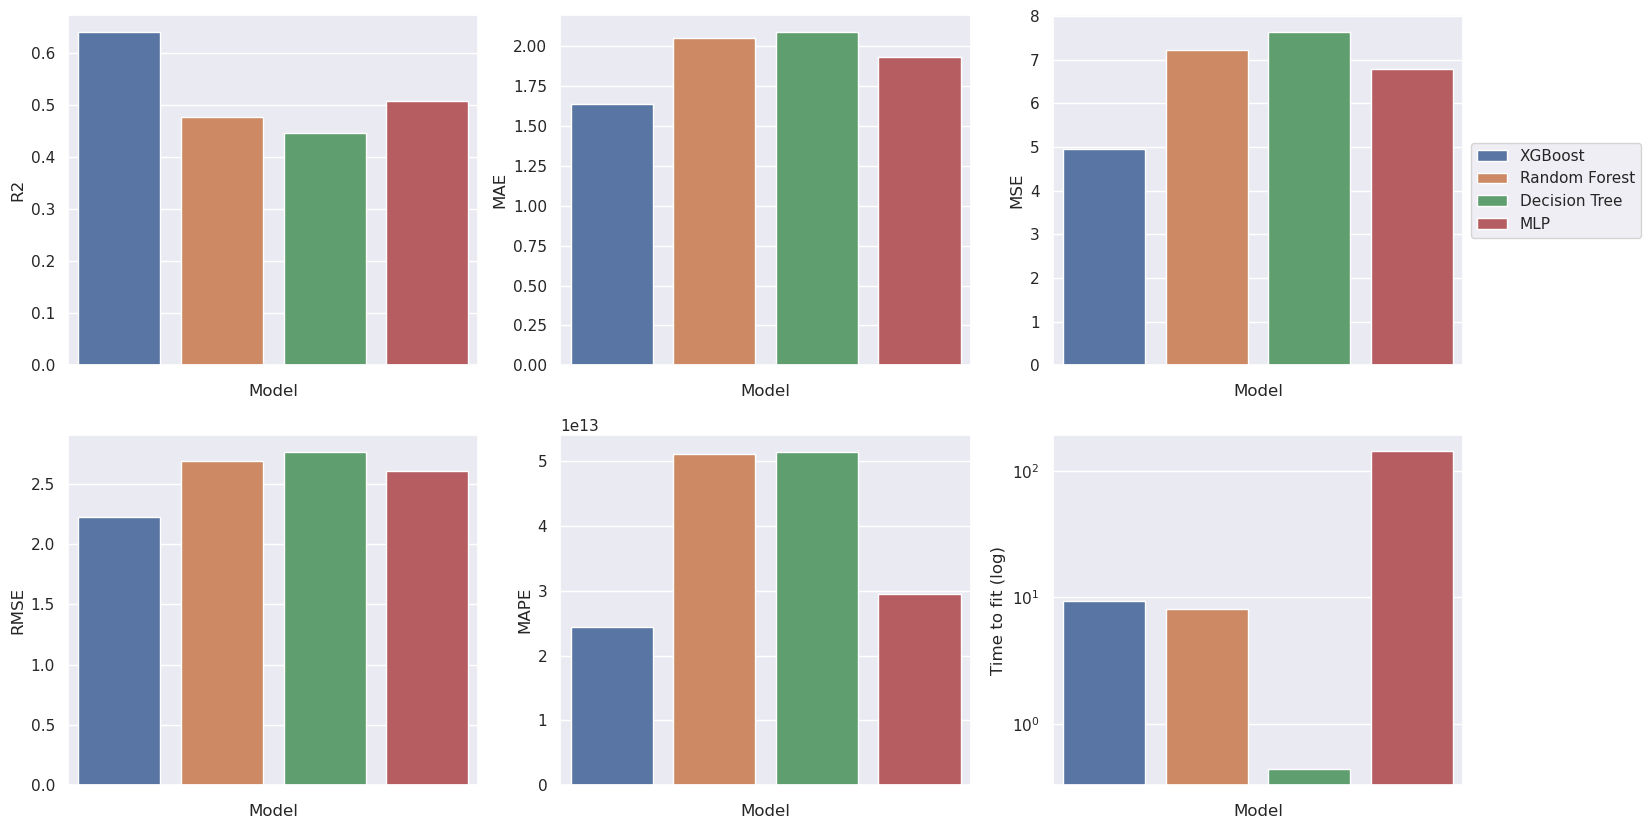 R2
0.6
0.5
0.4
0.3
0.2
0.1
0.0
Model
MAE
2.00
1.75
1.50
1.25
1.00
0.75
0.50
0.25
0.00
Model
MSE
8
7
6
5
4
3
2
1
0
Model
XGBoost
Random Forest
Decision Tree
MLP
RMSE
2.5
2.0
1.5
1.0
0.5
0.0
Model
1e13
MAPE
5
4
3
2
1
0
Model
Time to fit (log)
10²
10¹
10⁰
Model